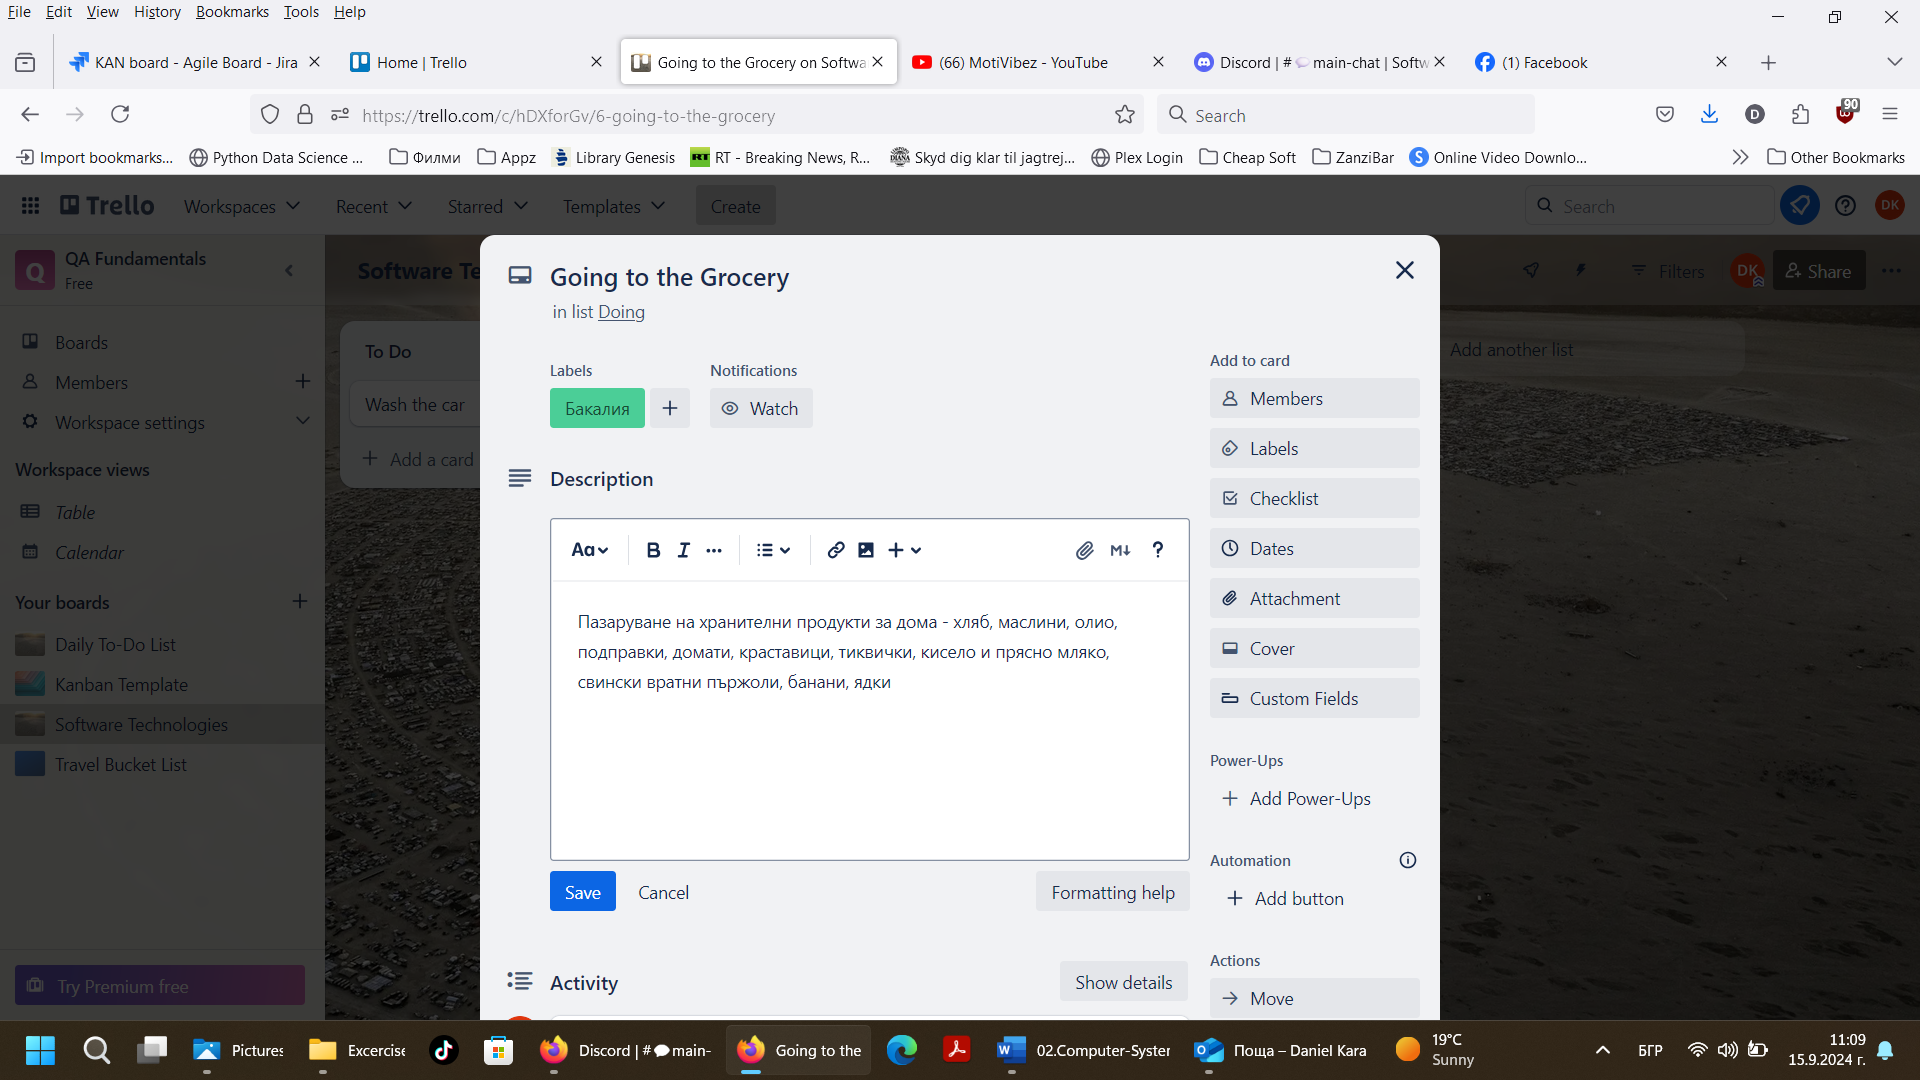 File Edit View History Bookmarks Tools Help
KAN board - Agile Board - Jira
Home | Trello
Going to the Grocery on Softwa
(66) MotiVibez - YouTube
Discord | # main-chat | Softw
(1) Facebook
https://trello.com/c/hDXforGv/6-going-to-the-grocery
Search
D
90
Import bookmarks...
Python Data Science ...
Филми
Appz
Library Genesis
RT
RT - Breaking News, R...
DIANA
Skyd dig klar til jagtrej...
Plex Login
Cheap Soft
ZanziBar
S
Online Video Downlo...
Other Bookmarks
Trello
Workspaces
Recent
Starred
Templates
Create
Search
DK
Q
QA Fundamentals
Free
Boards
Members
Workspace settings
Workspace views
Table
Calendar
Your boards
Daily To-Do List
Kanban Template
Software Technologies
Travel Bucket List
Try Premium free
Software Te
Filters
DK
Share
To Do
Wash the car
Add a card
Add another list
Going to the Grocery
in list Doing
Labels
Notifications
Бакалия
Watch
Description
Aa
B I
M
?
Пазаруване на хранителни продукти за дома - хляб, маслини, олио,
подправки, домати, краставици, тиквички, кисело и прясно мляко,
свински вратни пържоли, банани, ядки
Save
Cancel
Formatting help
Activity
Show details
Add to card
Members
Labels
Checklist
Dates
Attachment
Cover
Custom Fields
Power-Ups
Add Power-Ups
Automation
Add button
Actions
Move
Pictures
Excercise
Discord | # main-
Going to the
02.Computer-Syster
Поща – Daniel Kara
19°C
Sunny
БГР
11:09
15.9.2024 г.